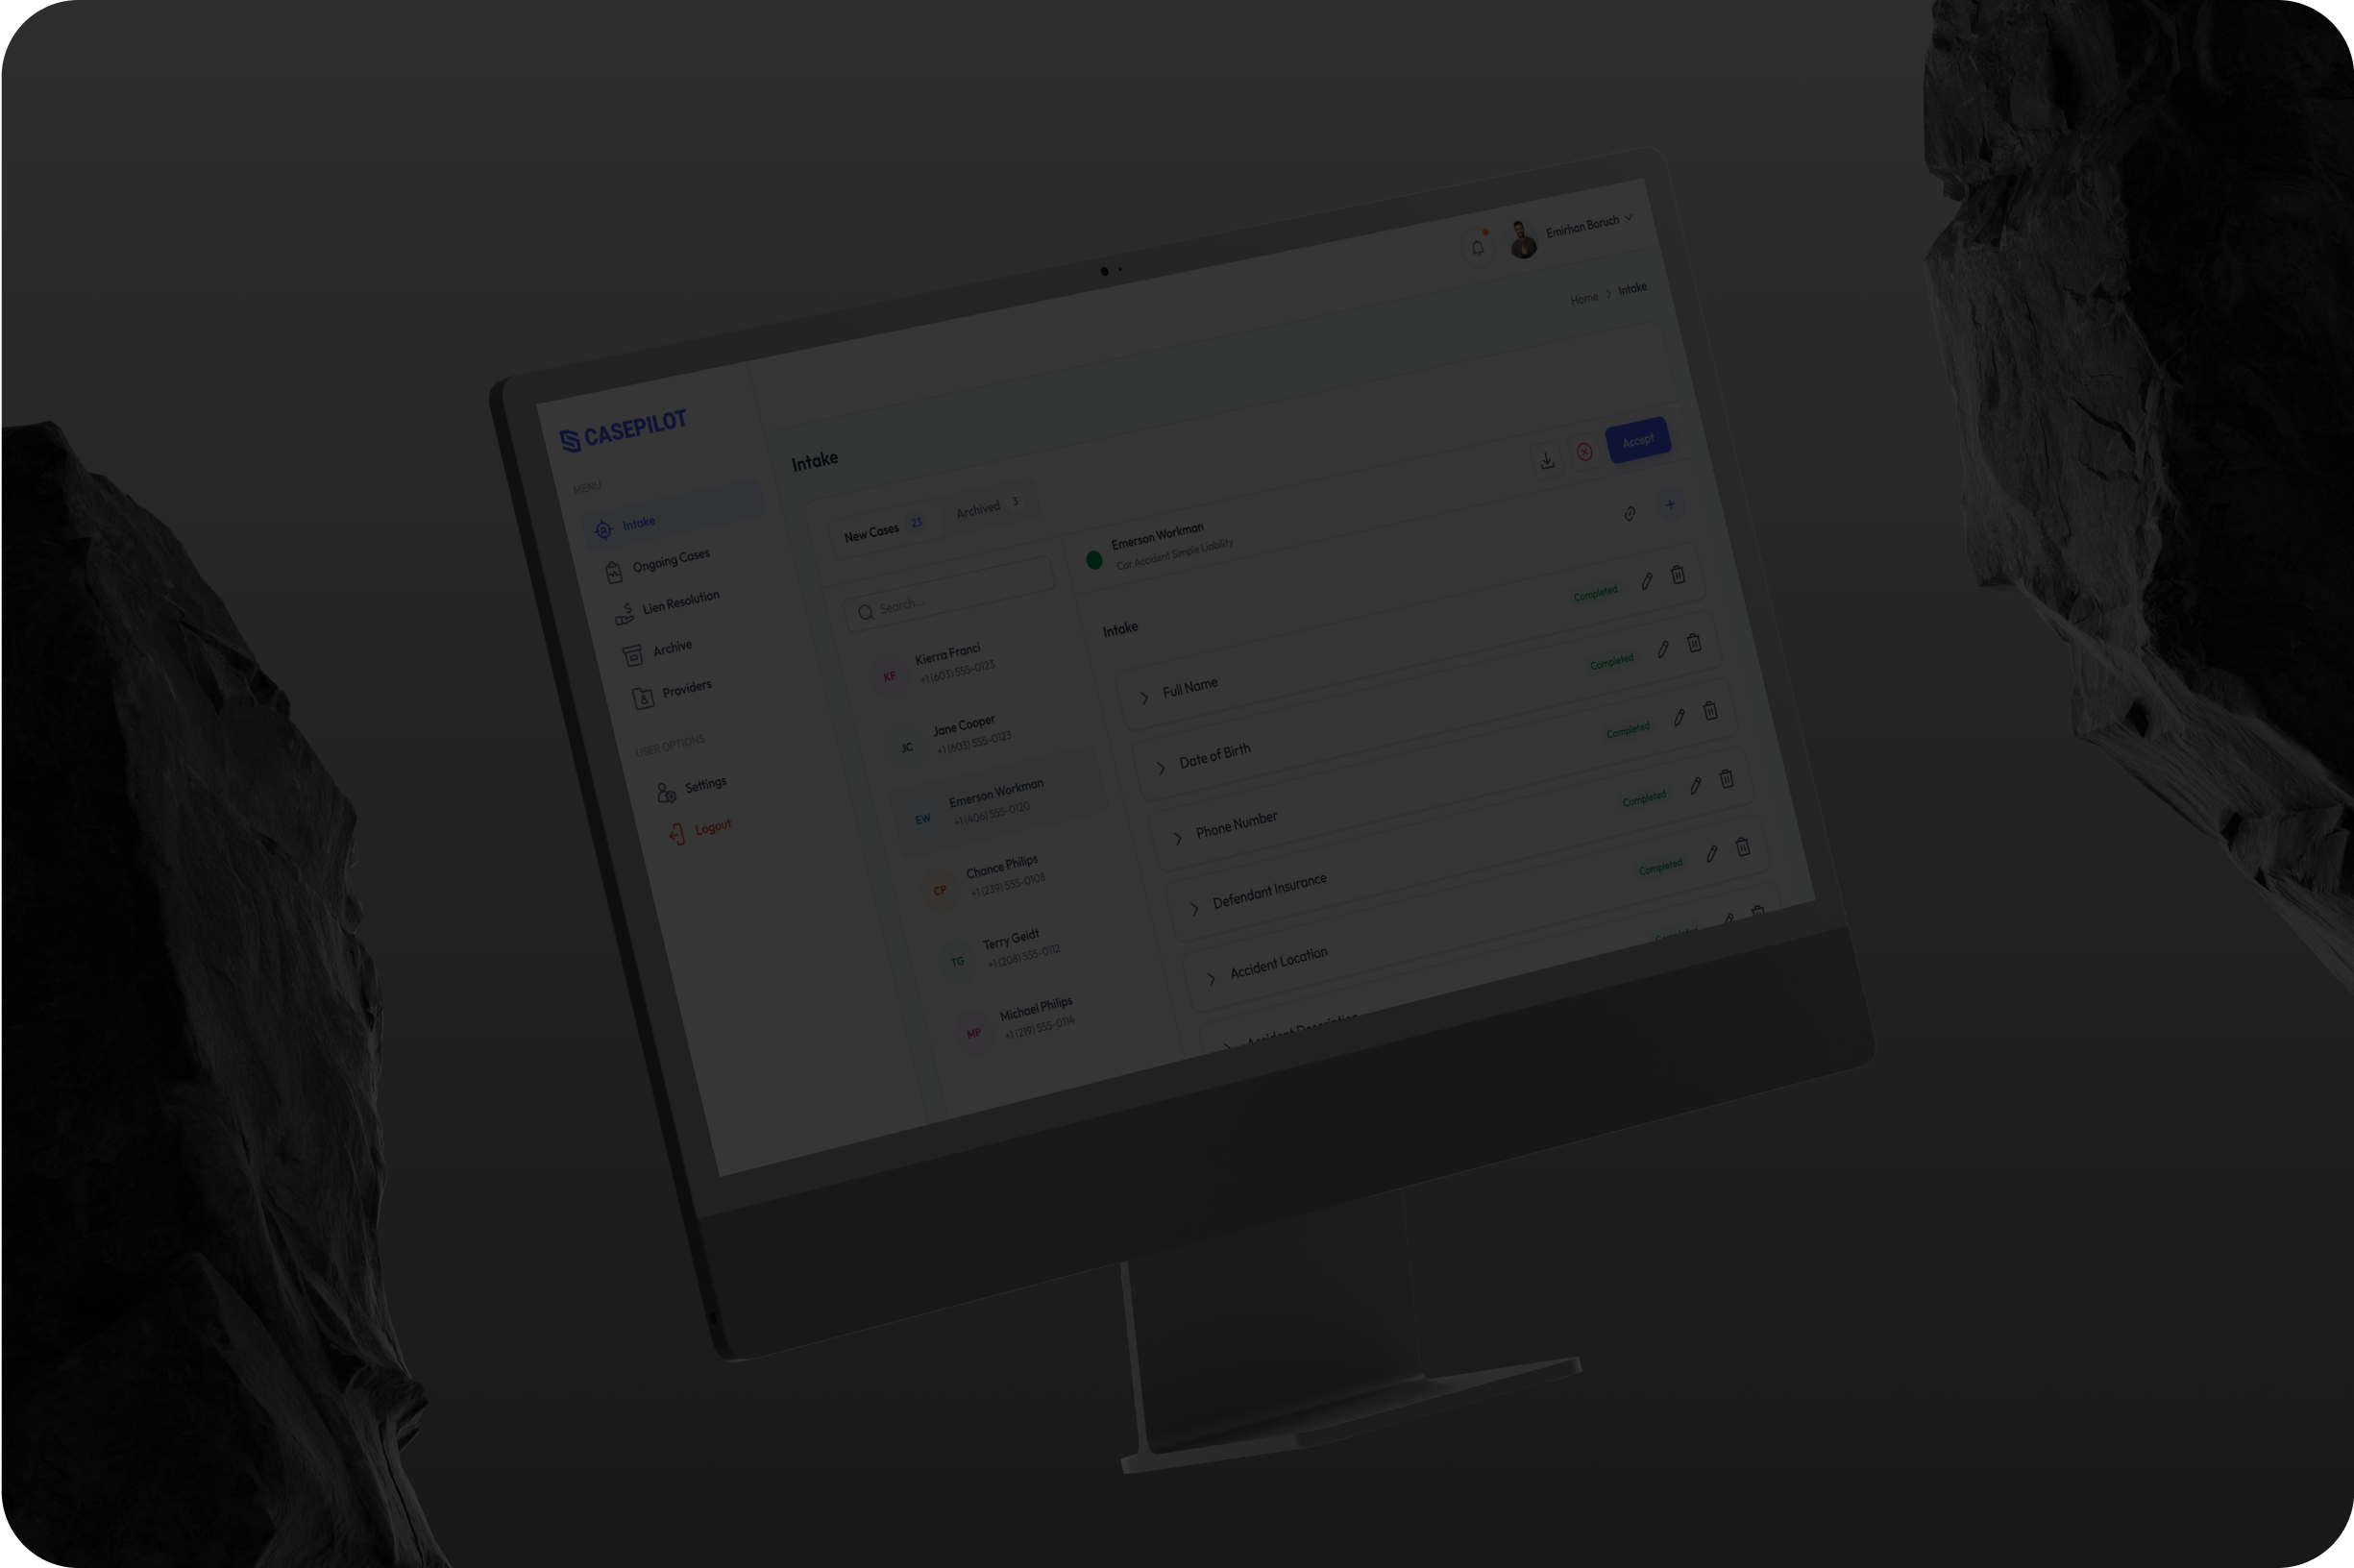 Emirhan Boruch
Home > Intake
CASEPILOT
MENU
Intake
Ongoing Cases
Lien Resolution
Archive
Providers
USER OPTIONS
Settings
Logout
Intake
New Cases 23
Archived 3
Search...
KF
Kierra Franci
+1 (603) 555-0123
JC
Jane Cooper
+1 (603) 555-0123
EW
Emerson Workman
+1 (406) 555-0120
CP
Chance Philips
+1 (239) 555-0108
TG
Terry Geidt
+1 (208) 555-0112
MP
Michael Philips
+1 (219) 555-0114
Emerson Workman
Car Accident Simple Liability
Accept
Intake
Full Name
Completed
Date of Birth
Completed
Phone Number
Completed
Defendant Insurance
Completed
Accident Location
Completed
Accident Description
Completed